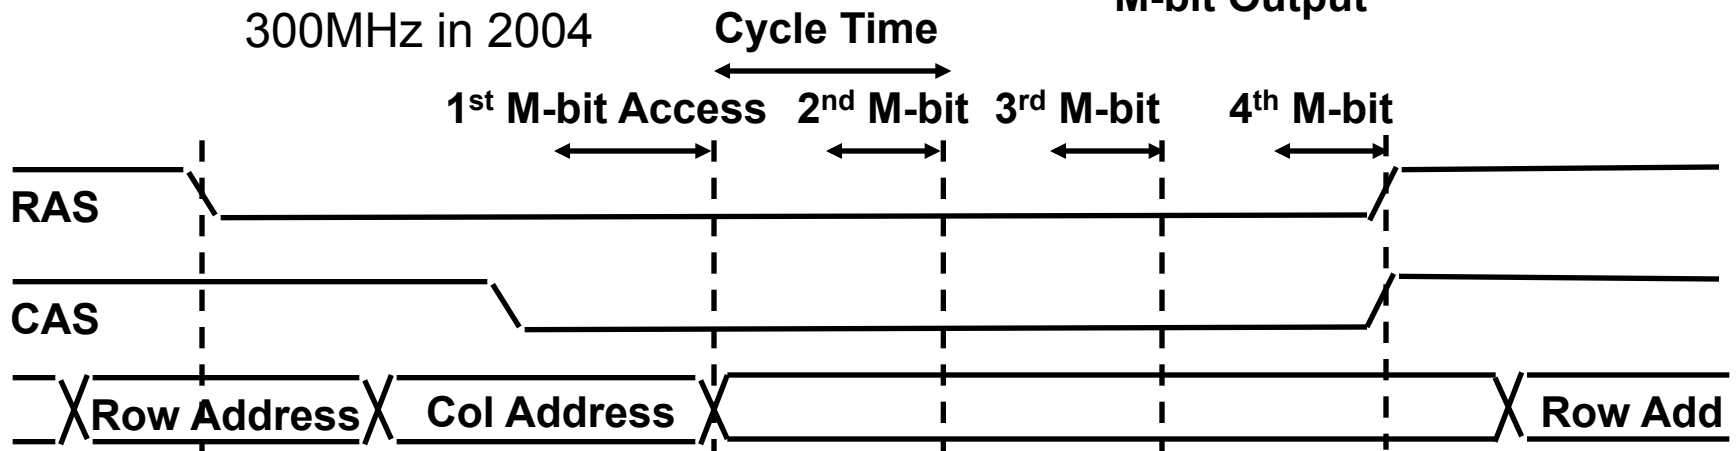 M-bit Output
300MHz in 2004
Cycle Time
1st M-bit Access 2nd M-bit 3rd M-bit 4th M-bit
RAS
CAS
Row Address Col Address Row Add